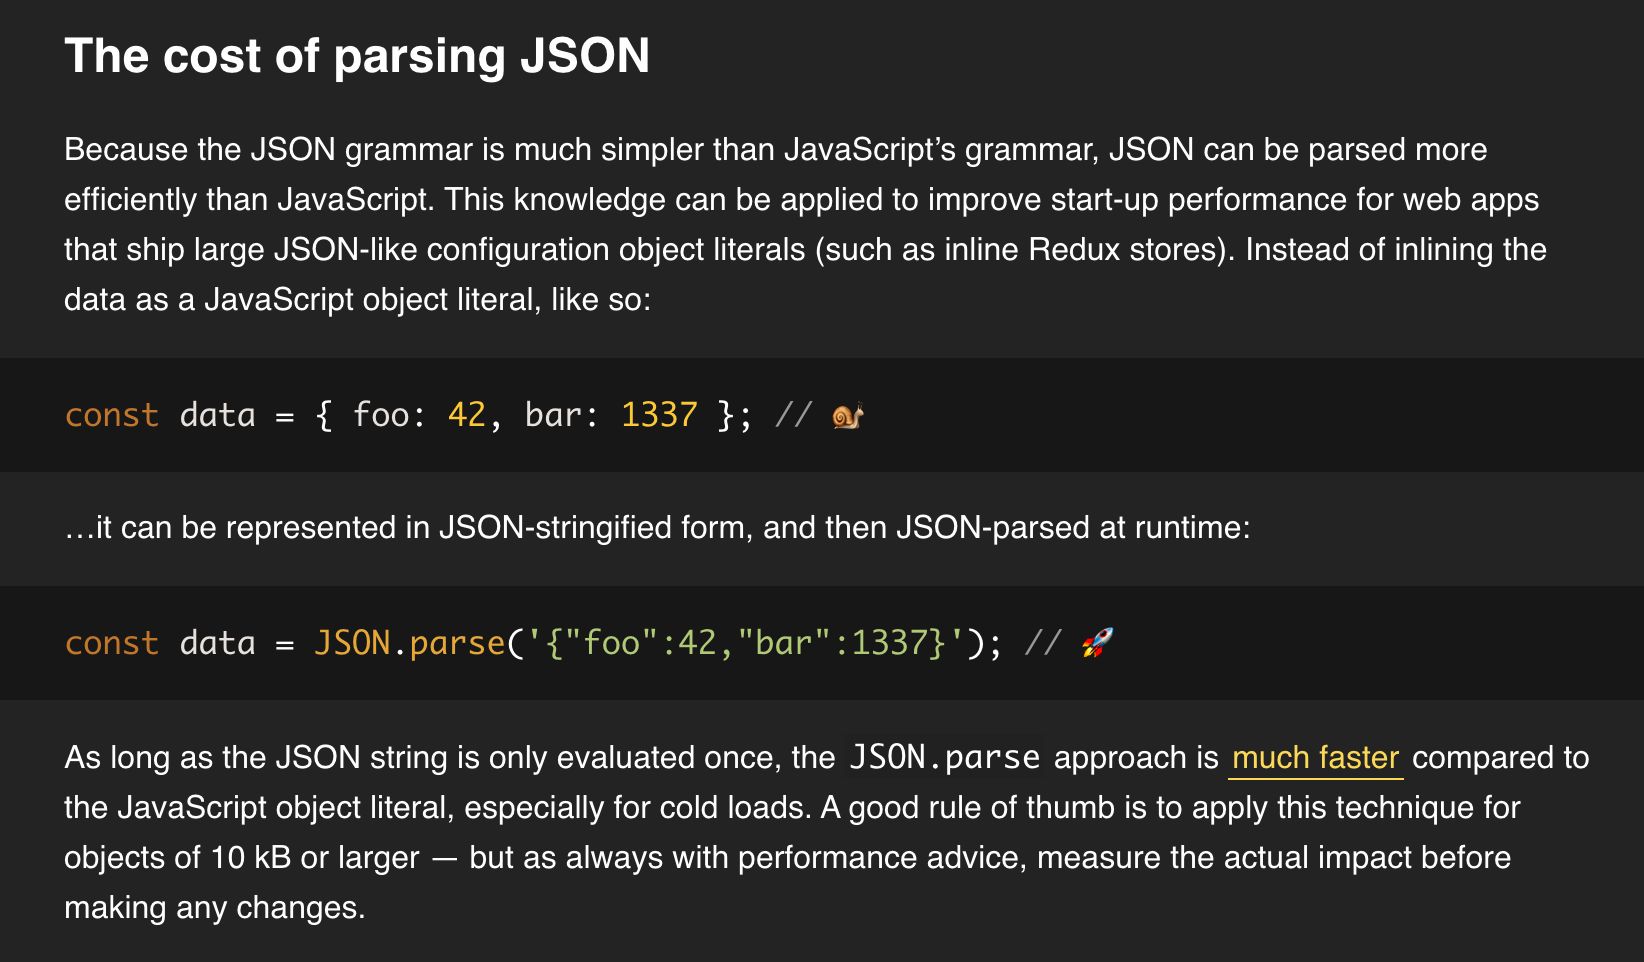 The cost of parsing JSON
Because the JSON grammar is much simpler than JavaScript’s grammar, JSON can be parsed more
efficiently than JavaScript. This knowledge can be applied to improve start-up performance for web apps
that ship large JSON-like configuration object literals (such as inline Redux stores). Instead of inlining the
data as a JavaScript object literal, like so:
const data = { foo: 42, bar: 1337 }; // 🐌
…it can be represented in JSON-stringified form, and then JSON-parsed at runtime:
const data = JSON.parse('{"foo":42,"bar":1337}'); // 🚀
As long as the JSON string is only evaluated once, the JSON.parse approach is much faster compared to
the JavaScript object literal, especially for cold loads. A good rule of thumb is to apply this technique for
objects of 10 kB or larger — but as always with performance advice, measure the actual impact before
making any changes.